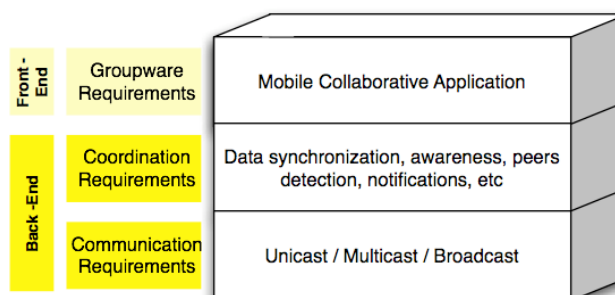 Front -
End
Groupware
Requirements
Mobile Collaborative Application
Back -End
Coordination
Requirements
Data synchronization, awareness, peers
detection, notifications, etc
Communication
Requirements
Unicast / Multicast / Broadcast